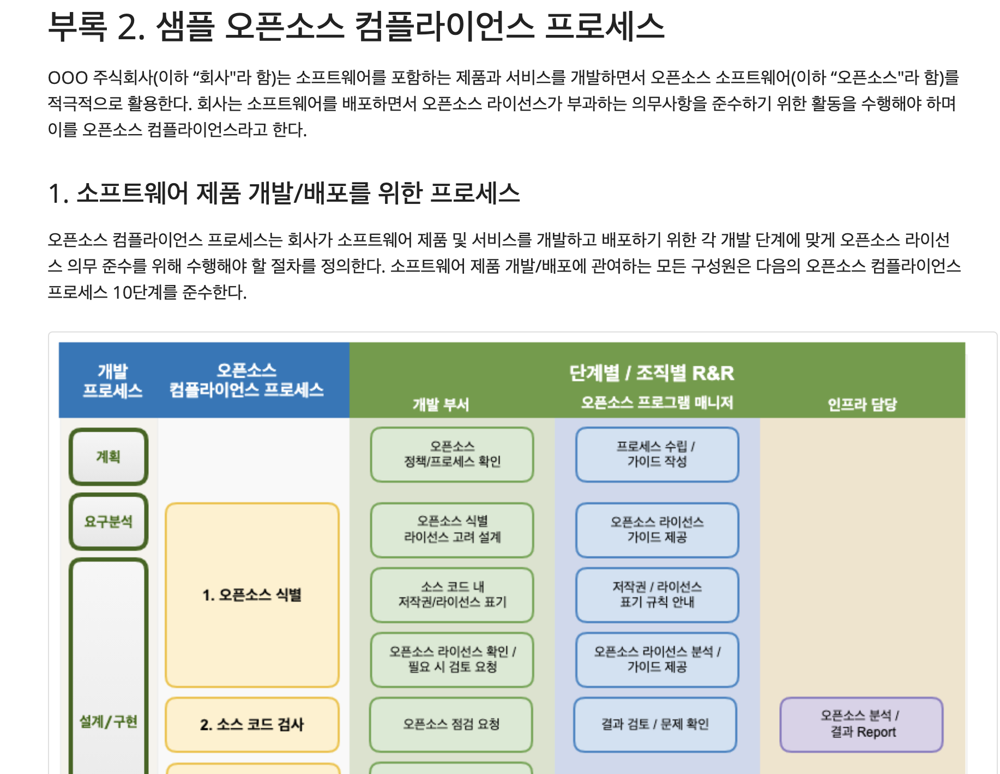 부록 2. 샘플 오픈소스 컴플라이언스 프로세스
OOO 주식회사(이하 “회사"라 함)는 소프트웨어를 포함하는 제품과 서비스를 개발하면서 오픈소스 소프트웨어(이하 “오픈소스"라 함)를
적극적으로 활용한다. 회사는 소프트웨어를 배포하면서 오픈소스 라이선스가 부과하는 의무사항을 준수하기 위한 활동을 수행해야 하며
이를 오픈소스 컴플라이언스라고 한다.
1. 소프트웨어 제품 개발/배포를 위한 프로세스
오픈소스 컴플라이언스 프로세스는 회사가 소프트웨어 제품 및 서비스를 개발하고 배포하기 위한 각 개발 단계에 맞게 오픈소스 라이선
스 의무 준수를 위해 수행해야 할 절차를 정의한다. 소프트웨어 제품 개발/배포에 관여하는 모든 구성원은 다음의 오픈소스 컴플라이언스
프로세스 10단계를 준수한다.
개발
프로세스
오픈소스
컴플라이언스 프로세스
단계별 / 조직별 R&R
개발 부서
오픈소스 프로그램 매니저
인프라 담당
계획
오픈소스
정책/프로세스 확인
프로세스 수립 /
가이드 작성
요구분석
1. 오픈소스 식별
오픈소스 식별
라이선스 고려 설계
오픈소스 라이선스
가이드 제공
소스 코드 내
저작권/라이선스 표기
저작권 / 라이선스
표기 규칙 안내
오픈소스 라이선스 확인 /
필요 시 검토 요청
오픈소스 라이선스 분석 /
가이드 제공
설계/구현
2. 소스 코드 검사
오픈소스 점검 요청
결과 검토 / 문제 확인
오픈소스 분석 /
결과 Report